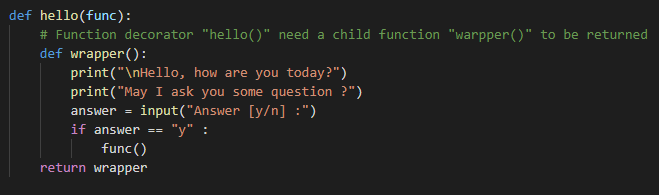 def hello(func):
    # Function decorator "hello()" need a child function "warpper()" to be returned
    def wrapper():
        print("\nHello, how are you today?")
        print("May I ask you some question ?")
        answer = input("Answer [y/n] :")
        if answer == "y" :
            func()
    return wrapper